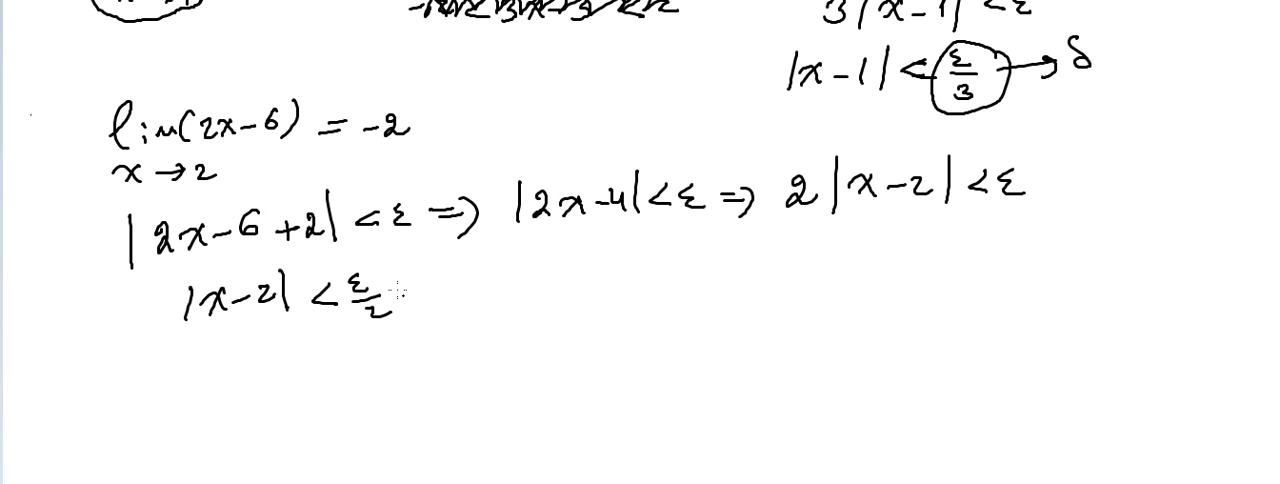 3|x-1| < ε
|x-1| < ε/3 → δ
lim(2x-6) = -2
x → 2
|2x-6+2| < ε ⇒ |2x-4| < ε ⇒ 2|x-2| < ε
|x-2| < ε/2